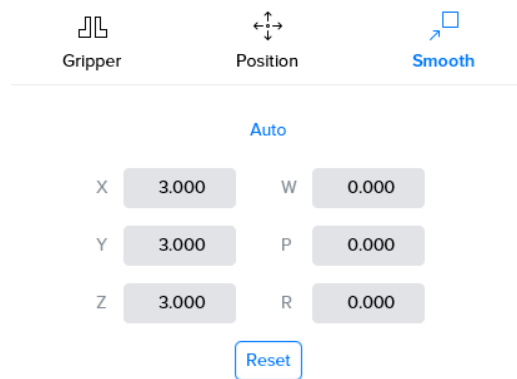 Gripper Position Smooth
Auto
X 3.000 W 0.000
Y 3.000 P 0.000
Z 3.000 R 0.000
Reset